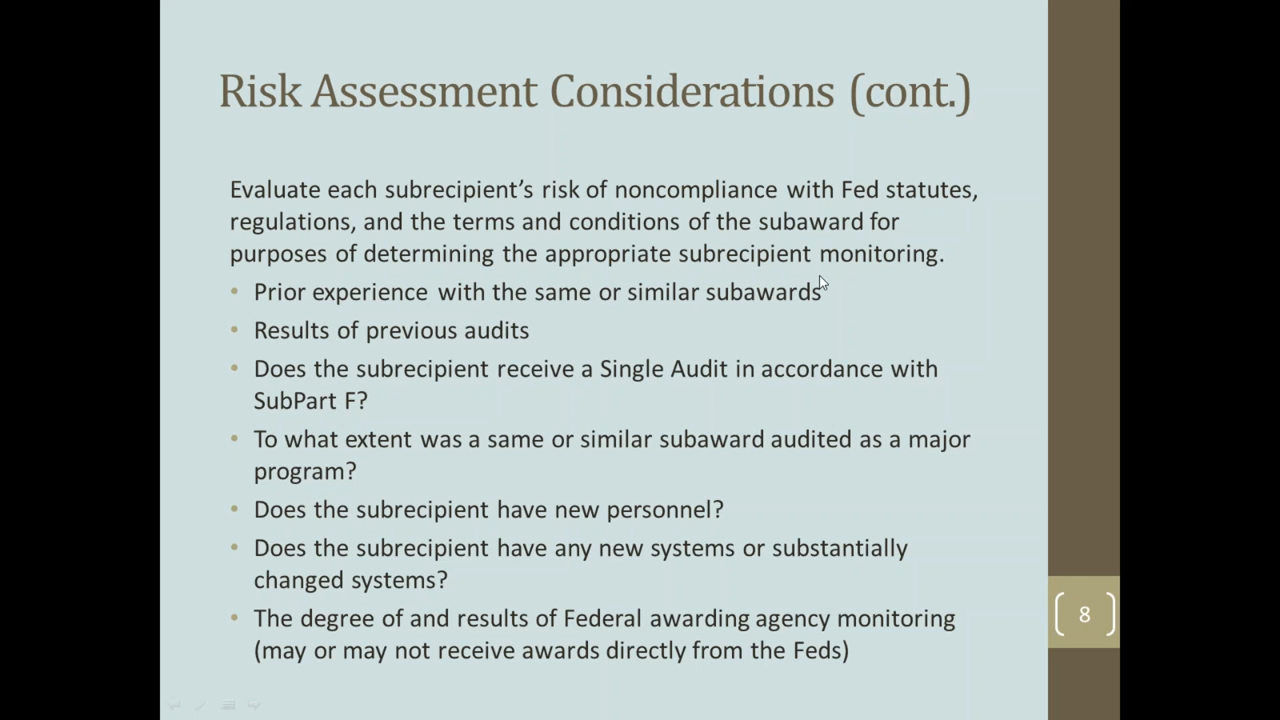 Risk Assessment Considerations (cont.)
Evaluate each subrecipient’s risk of noncompliance with Fed statutes,
regulations, and the terms and conditions of the subaward for
purposes of determining the appropriate subrecipient monitoring.
• Prior experience with the same or similar subawards
• Results of previous audits
• Does the subrecipient receive a Single Audit in accordance with
SubPart F?
• To what extent was a same or similar subaward audited as a major
program?
• Does the subrecipient have new personnel?
• Does the subrecipient have any new systems or substantially
changed systems?
• The degree of and results of Federal awarding agency monitoring
(may or may not receive awards directly from the Feds)
8